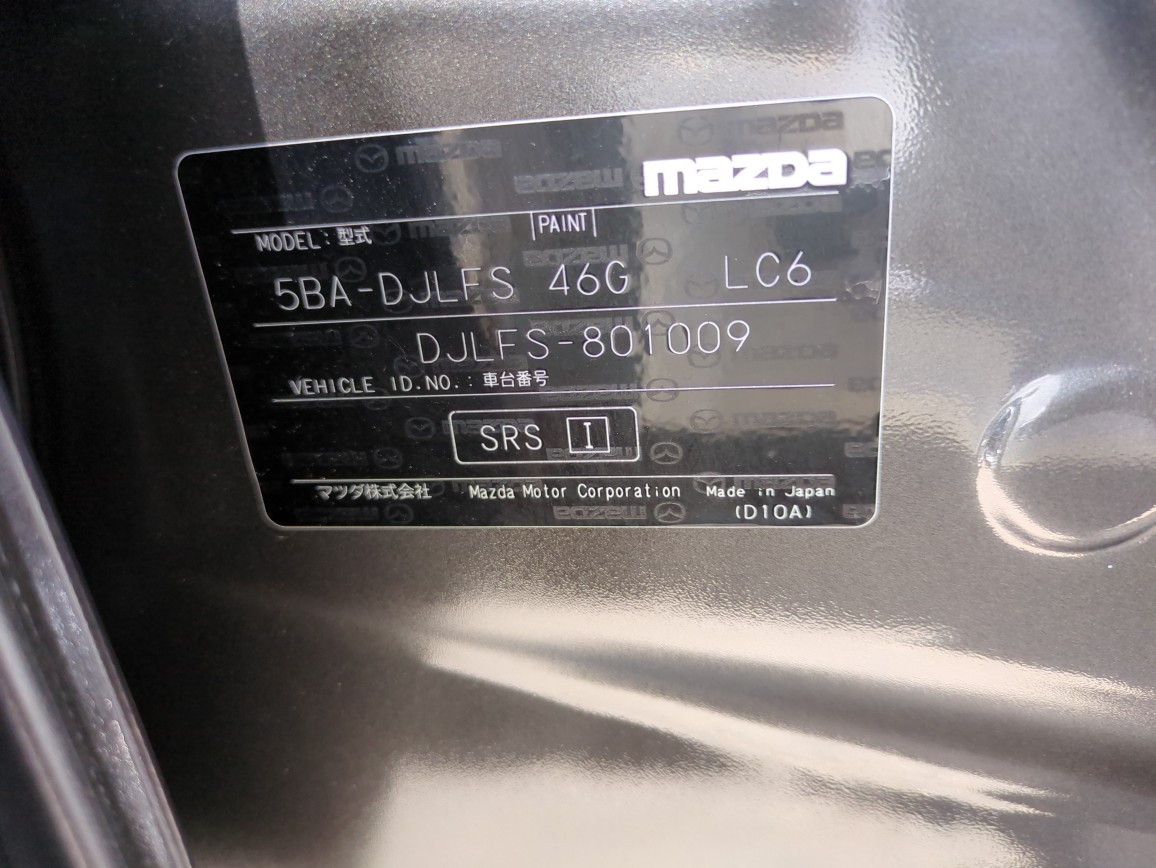 mazda
MODEL: 型式 PAINT
5BA-DJLFS 46G LC6
DJLFS-801009
VEHICLE ID.NO.: 車台番号
SRS I
マツダ株式会社 Mazda Motor Corporation Made in Japan
(D10A)